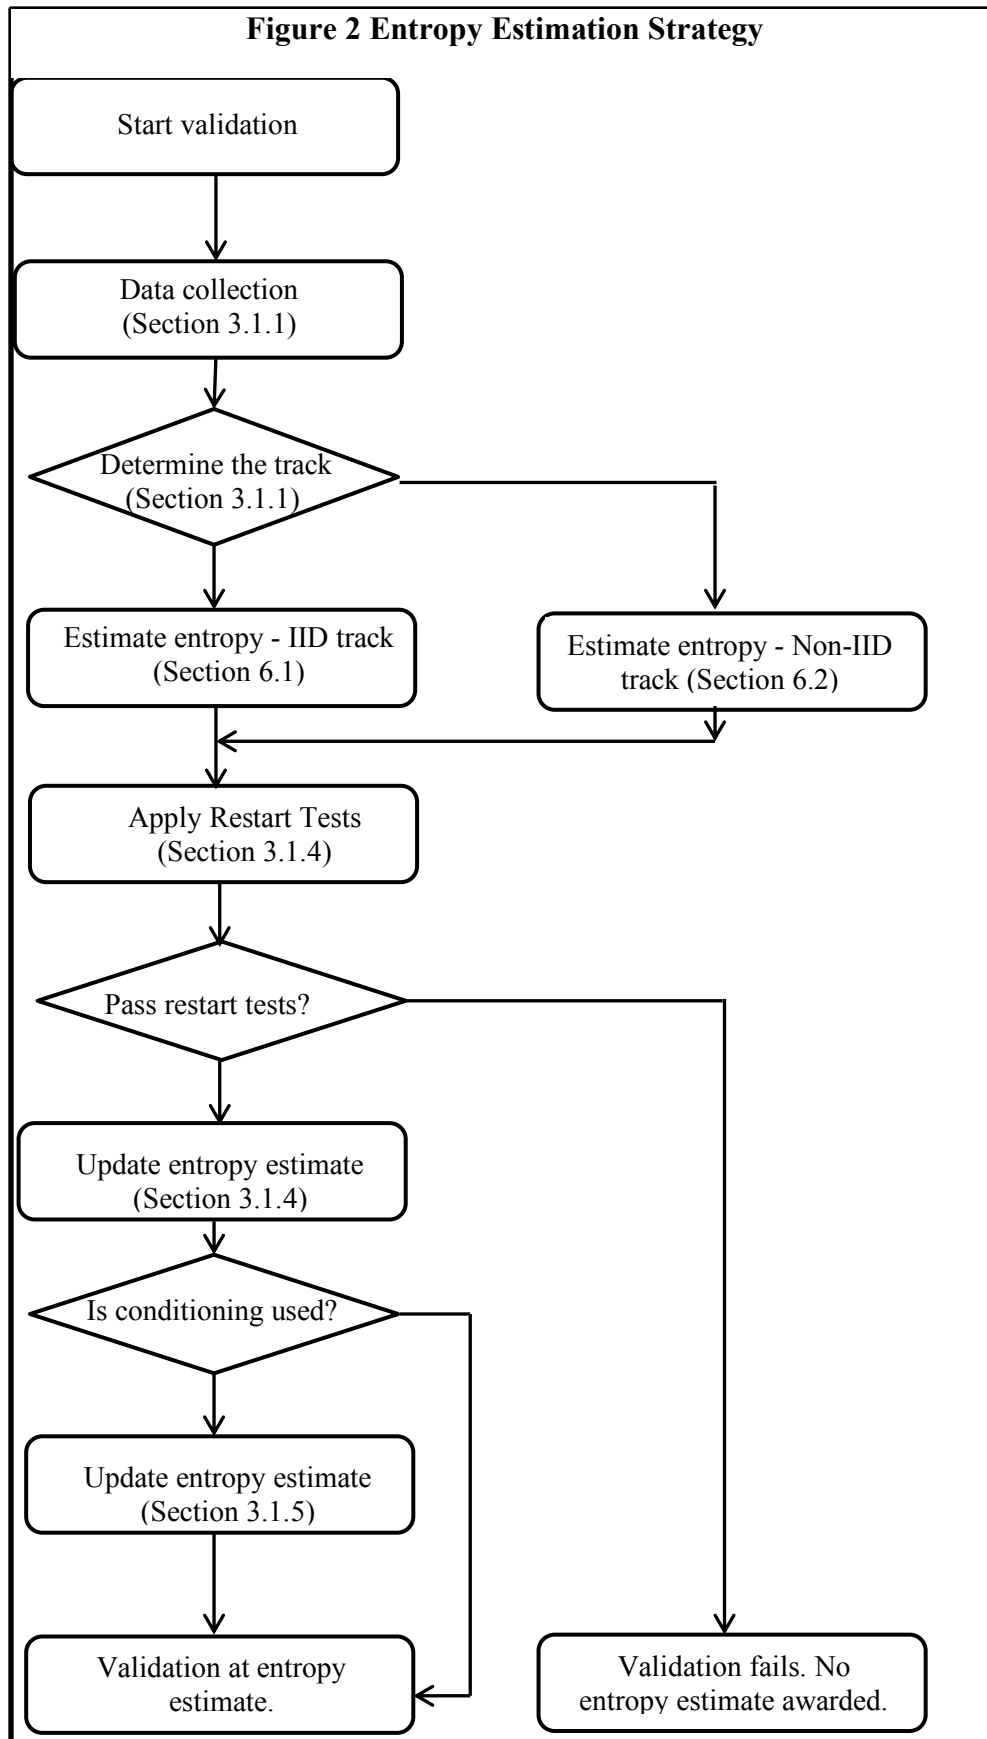 Figure 2 Entropy Estimation Strategy
Start validation
Data collection
(Section 3.1.1)
Determine the track
(Section 3.1.1)
Estimate entropy - IID track
(Section 6.1)
Estimate entropy - Non-IID
track (Section 6.2)
Apply Restart Tests
(Section 3.1.4)
Pass restart tests?
Update entropy estimate
(Section 3.1.4)
Is conditioning used?
Update entropy estimate
(Section 3.1.5)
Validation at entropy
estimate.
Validation fails. No
entropy estimate awarded.